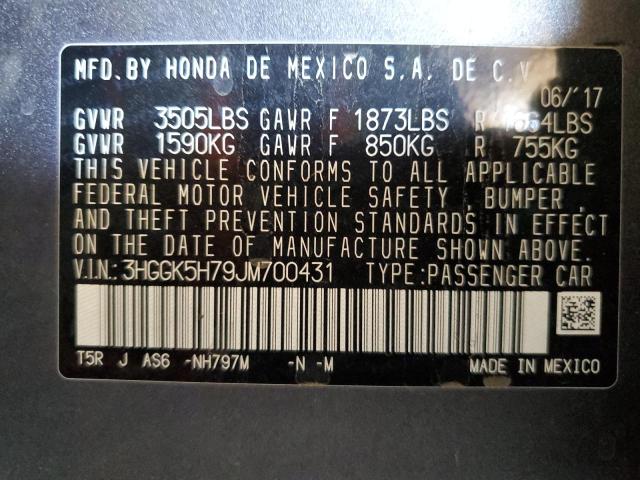 MFD. BY HONDA DE MEXICO S.A. DE C.V
06/'17
GVWR 3505LBS GAWR F 1873LBS R 1664LBS
GVWR 1590KG GAWR F 850KG R 755KG
THIS VEHICLE CONFORMS TO ALL APPLICABLE
FEDERAL MOTOR VEHICLE SAFETY, BUMPER,
AND THEFT PREVENTION STANDARDS IN EFFECT
ON THE DATE OF MANUFACTURE SHOWN ABOVE.
V.I.N.:3HGGK5H79JM700431 TYPE:PASSENGER CAR
T5R J AS6 -NH797M -N -M MADE IN MEXICO